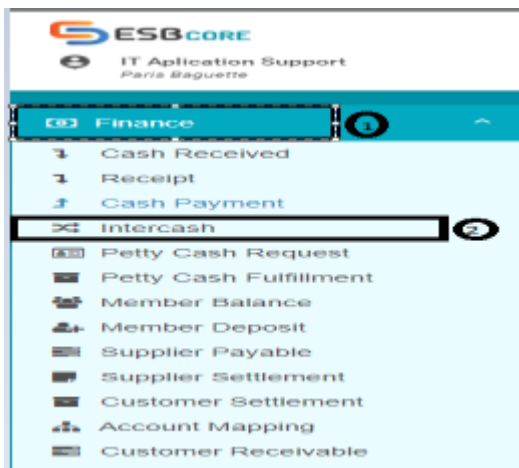 ESBCORE
IT Aplication Support
Paris Baguette
Finance
1
Cash Received
Receipt
Cash Payment
Intercash
2
Petty Cash Request
Petty Cash Fulfillment
Member Balance
Member Deposit
Supplier Payable
Supplier Settlement
Customer Settlement
Account Mapping
Customer Receivable